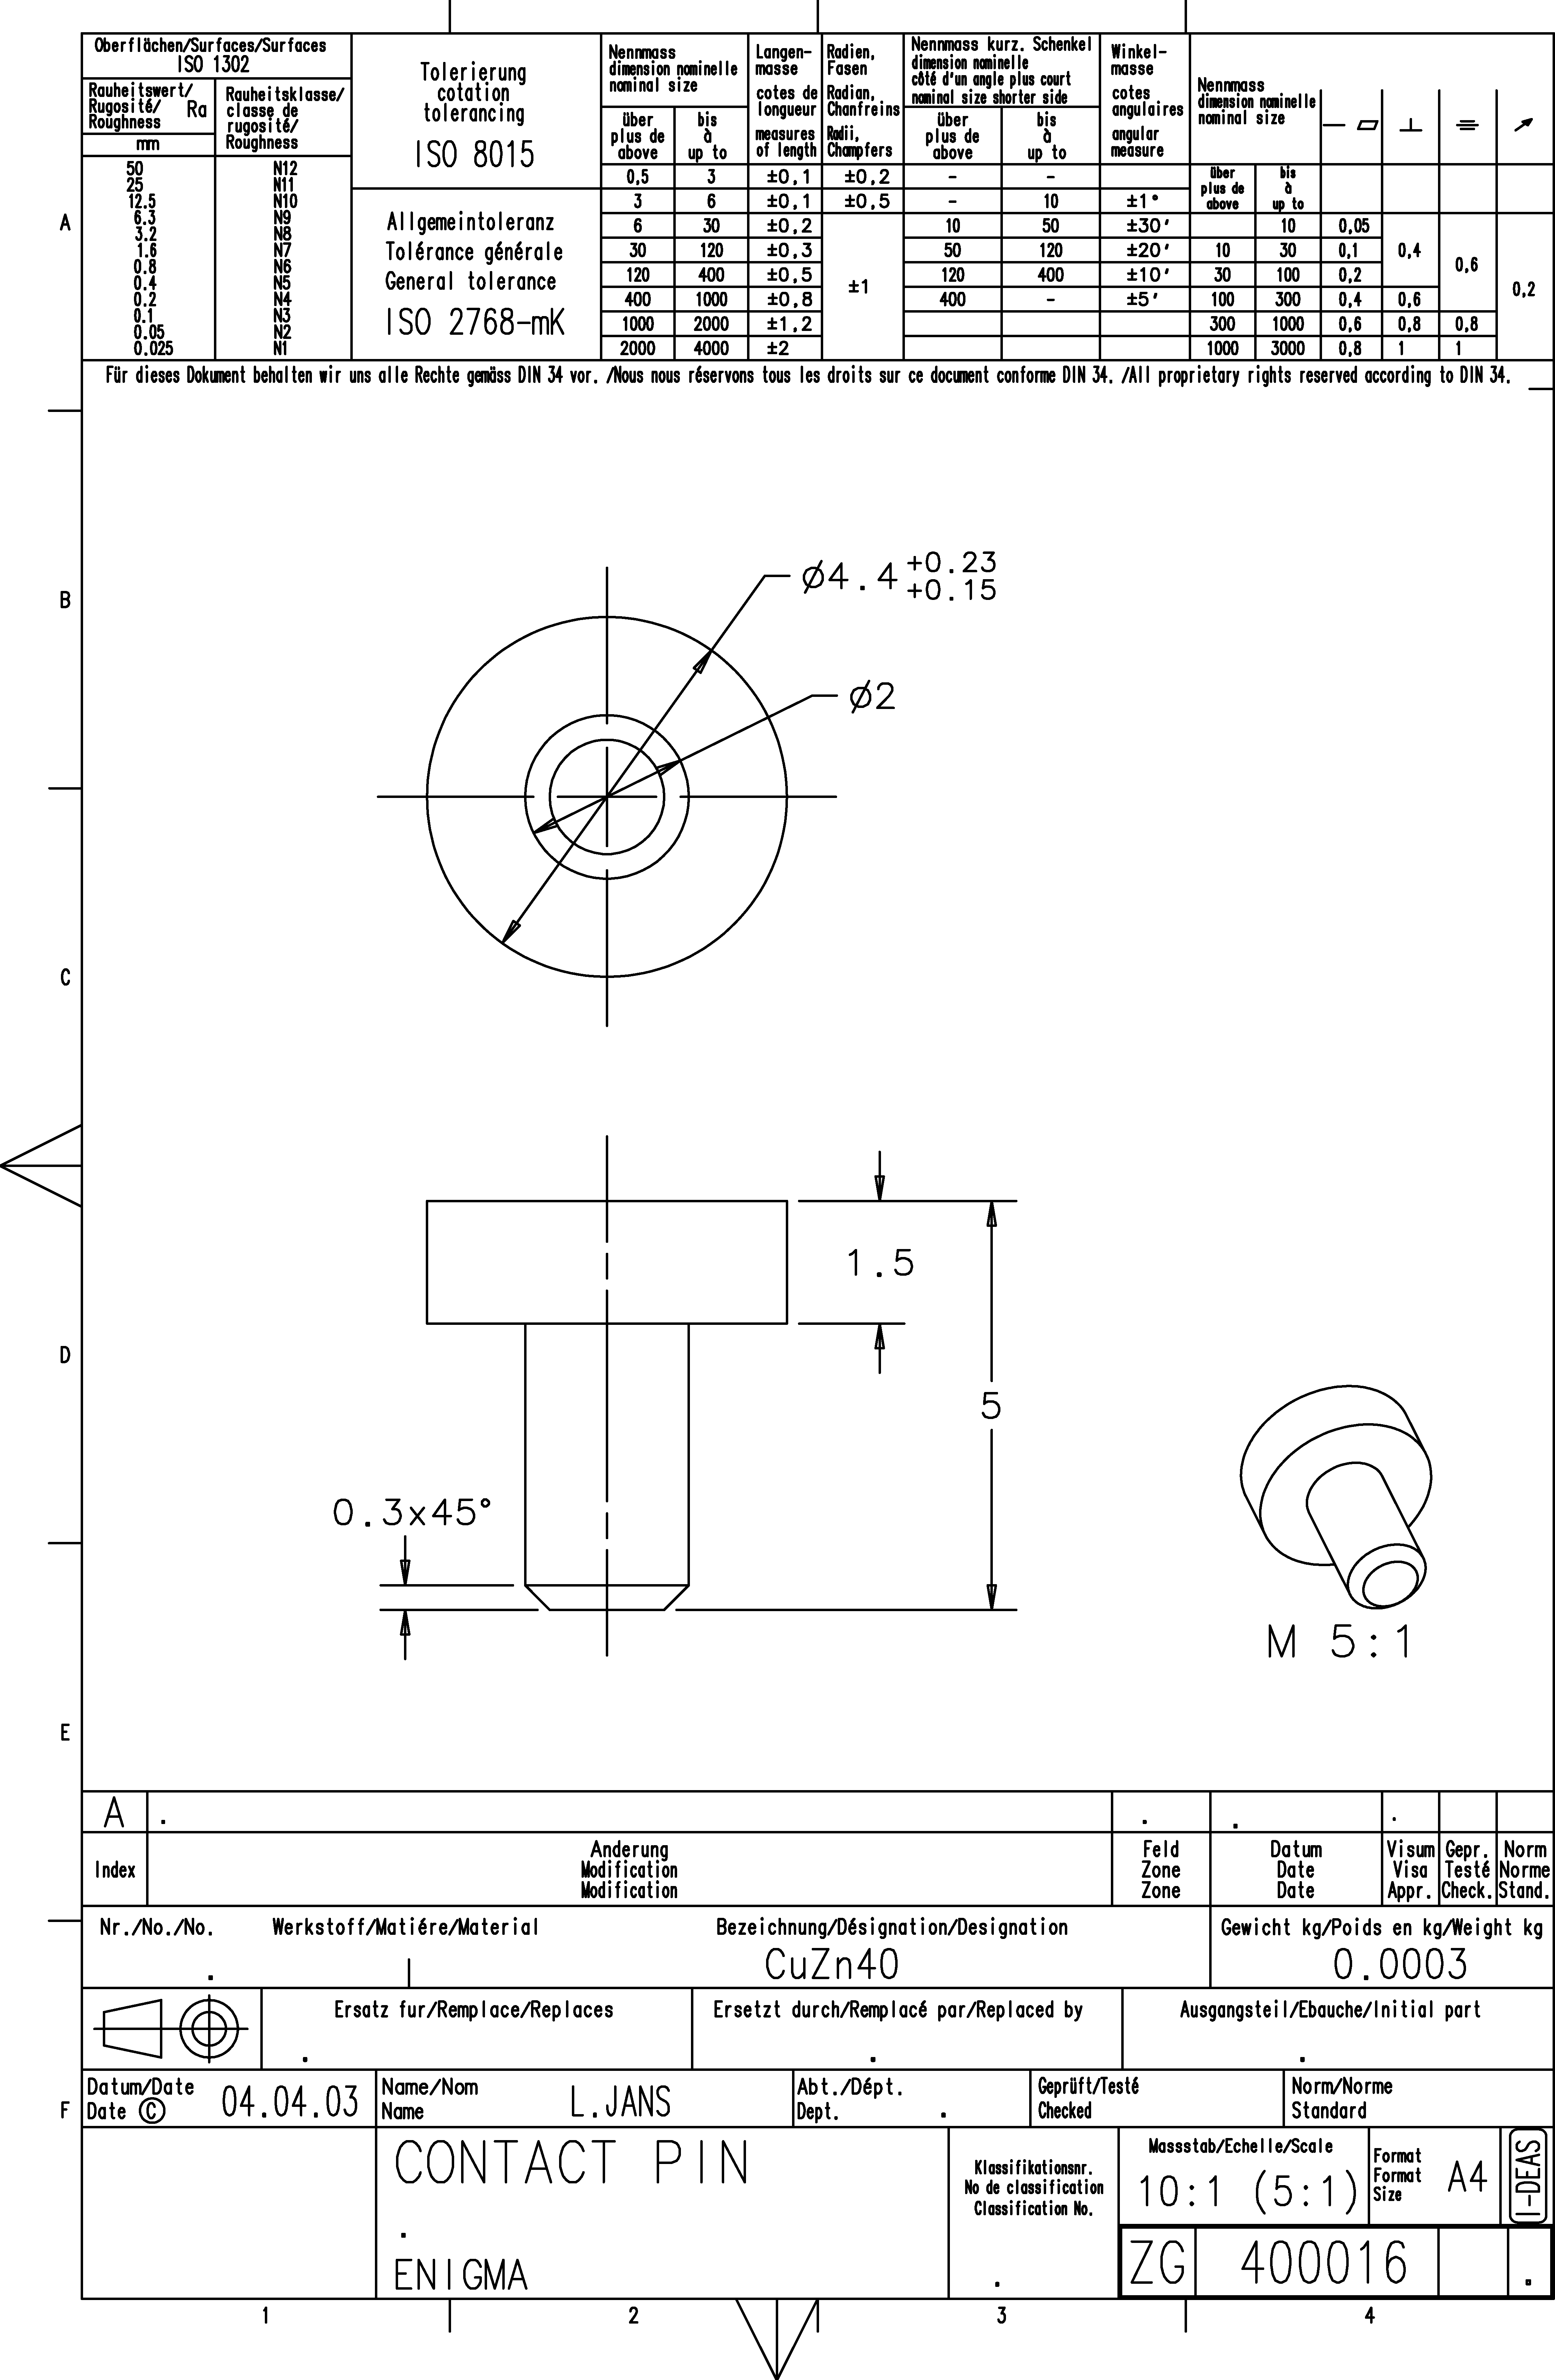 Oberflächen/Surfaces/Surfaces
ISO 1302
Rauheitswert/
Rugosité/ Ra
Roughness
mm
Rauheitsklasse/
classe de
rugosité/
Roughness
50 N12
25 N11
12.5 N10
6.3 N9
3.2 N8
1.6 N7
0.8 N6
0.4 N5
0.2 N4
0.1 N3
0.05 N2
0.025 N1
Tolerierung
cotation
tolerancing
ISO 8015
Allgemeintoleranz
Tolérance générale
General tolerance
ISO 2768-mK
Nennmass
dimension nominelle
nominal size
über
plus de
above
bis
à
up to
Langen-
masse
cotes de
longueur
measures
of length
Radien,
Fasen
Radian,
Chanfreins
Radii,
Champfers
Nennmass kurz. Schenkel
dimension nominelle
côté d'un angle plus court
nominal size shorter side
über
plus de
above
bis
à
up to
Winkel-
masse
cotes
angulaires
angular
measure
0,5 3 ±0,1 ±0,2 - -
3 6 ±0,1 ±0,5 - 10 ±1°
6 30 ±0,2 10 50 ±30'
30 120 ±0,3 50 120 ±20'
120 400 ±0,5 ±1 120 400 ±10'
400 1000 ±0,8 400 - ±5'
1000 2000 ±1,2
2000 4000 ±2
Nennmass
dimension nominelle
nominal size
über
plus de
above
bis
à
up to
10 0,05
10 30 0,1 0,4
30 100 0,2 0,6
100 300 0,4 0,6 0,2
300 1000 0,6 0,8 0,8
1000 3000 0,8 1 1
Für dieses Dokument behalten wir uns alle Rechte gemäss DIN 34 vor. /Nous nous réservons tous les droits sur ce document conforme DIN 34. /All proprietary rights reserved according to DIN 34.
A
B
C
D
E
F
ø4.4 +0.23
+0.15
ø2
1.5
5
0.3x45°
M 5:1
A . . . .
Index
Anderung
Modification
Modification
Feld
Zone
Zone
Datum
Date
Date
Visum
Visa
Appr.
Gepr.
Testé
Check.
Norm
Norme
Stand.
Nr./No./No. Werkstoff/Matiére/Material Bezeichnung/Désignation/Designation
. CuZn40
Gewicht kg/Poids en kg/Weight kg
0.0003
Ersatz fur/Remplace/Replaces
.
Ersetzt durch/Remplacé par/Replaced by
.
Ausgangsteil/Ebauche/Initial part
.
Datum/Date
Date © 04.04.03
Name/Nom
Name L.JANS
Abt./Dépt.
Dept. .
Geprüft/Testé
Checked
Norm/Norme
Standard
CONTACT PIN
.
ENIGMA
Klassifikationsnr.
No de classification
Classification No.
.
Massstab/Echelle/Scale
10:1 (5:1)
Format
Format
Size
A4
I-DEAS
ZG 400016 .
1 2 3 4